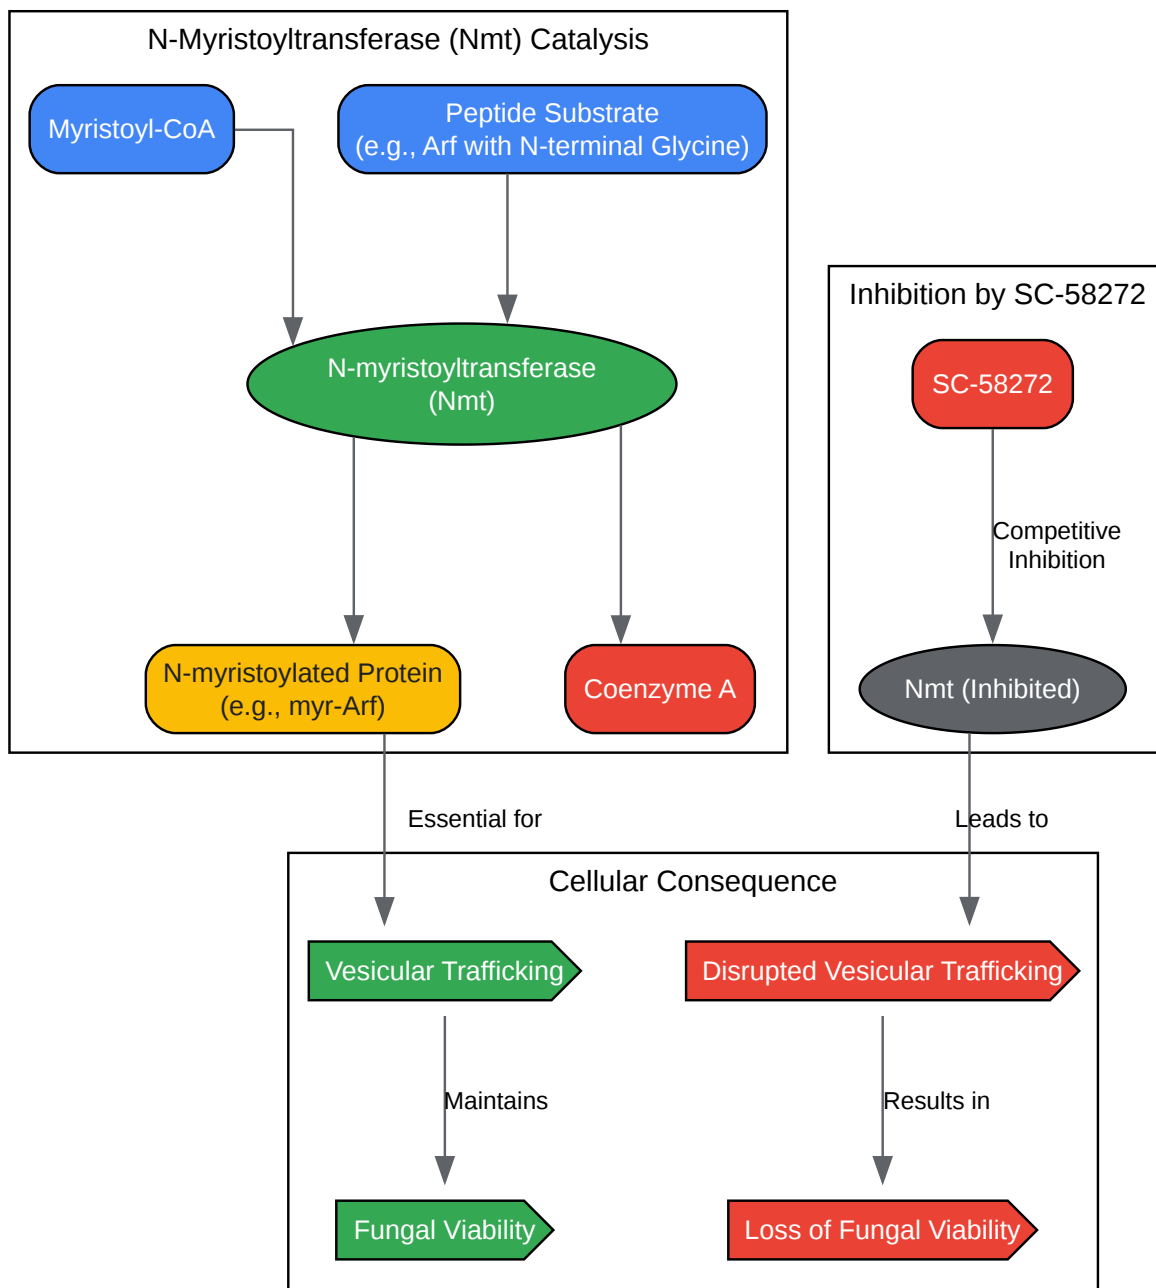 N-Myristoyltransferase (Nmt) Catalysis
Myristoyl-CoA
Peptide Substrate
(e.g., Arf with N-terminal Glycine)
N-myristoyltransferase
(Nmt)
N-myristoylated Protein
(e.g., myr-Arf)
Coenzyme A
Inhibition by SC-58272
SC-58272
Competitive
Inhibition
Nmt (Inhibited)
Essential for
Leads to
Cellular Consequence
Vesicular Trafficking
Disrupted Vesicular Trafficking
Maintains
Results in
Fungal Viability
Loss of Fungal Viability